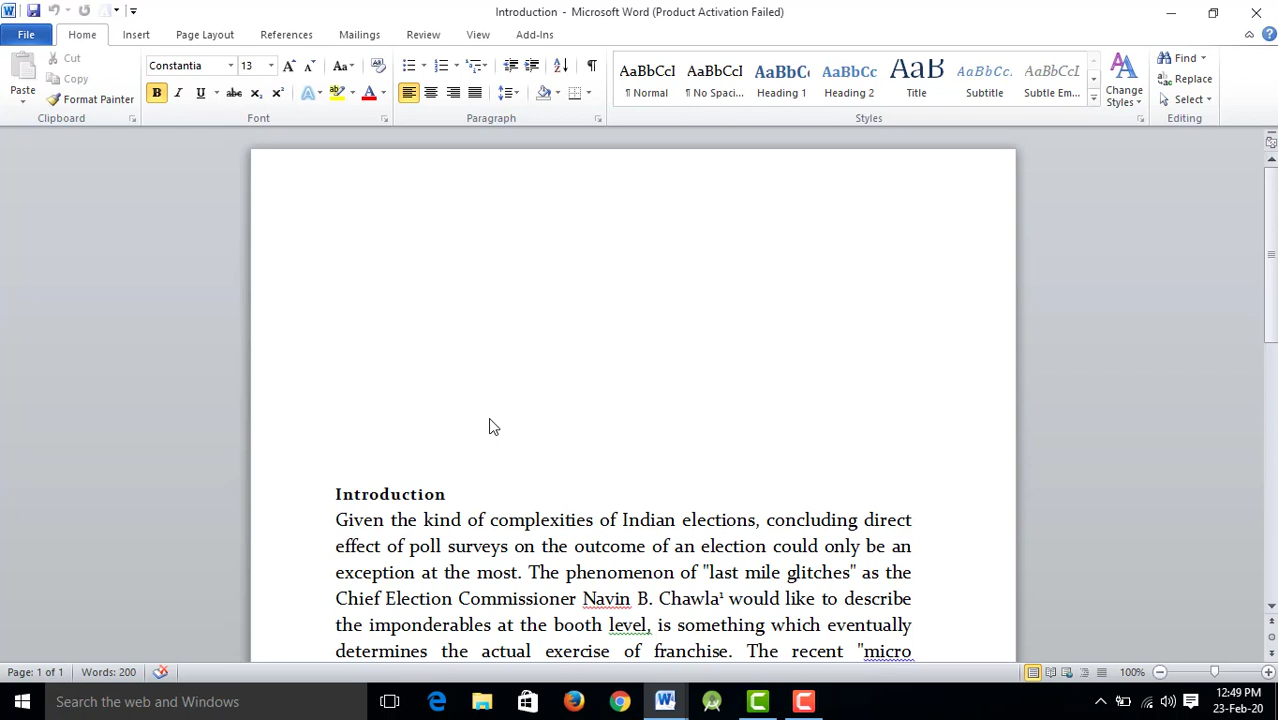 Introduction - Microsoft Word (Product Activation Failed)
File Home Insert Page Layout References Mailings Review View Add-Ins
Paste
Cut
Copy
Format Painter
Clipboard
Constantia 13 Aa
B I U abc x₂ x² A A
Font
Paragraph
AaBbCcI AaBbCcI AaBbCc AaBbCc AaB AaBbCc. AaBbCcI
¶ Normal ¶ No Spaci... Heading 1 Heading 2 Title Subtitle Subtle Em...
Styles
Change
Styles
Find
Replace
Select
Editing
Introduction
Given the kind of complexities of Indian elections, concluding direct
effect of poll surveys on the outcome of an election could only be an
exception at the most. The phenomenon of "last mile glitches" as the
Chief Election Commissioner Navin B. Chawla¹ would like to describe
the imponderables at the booth level, is something which eventually
determines the actual exercise of franchise. The recent "micro
Page: 1 of 1 Words: 200 100%
Search the web and Windows
12:49 PM
23-Feb-20